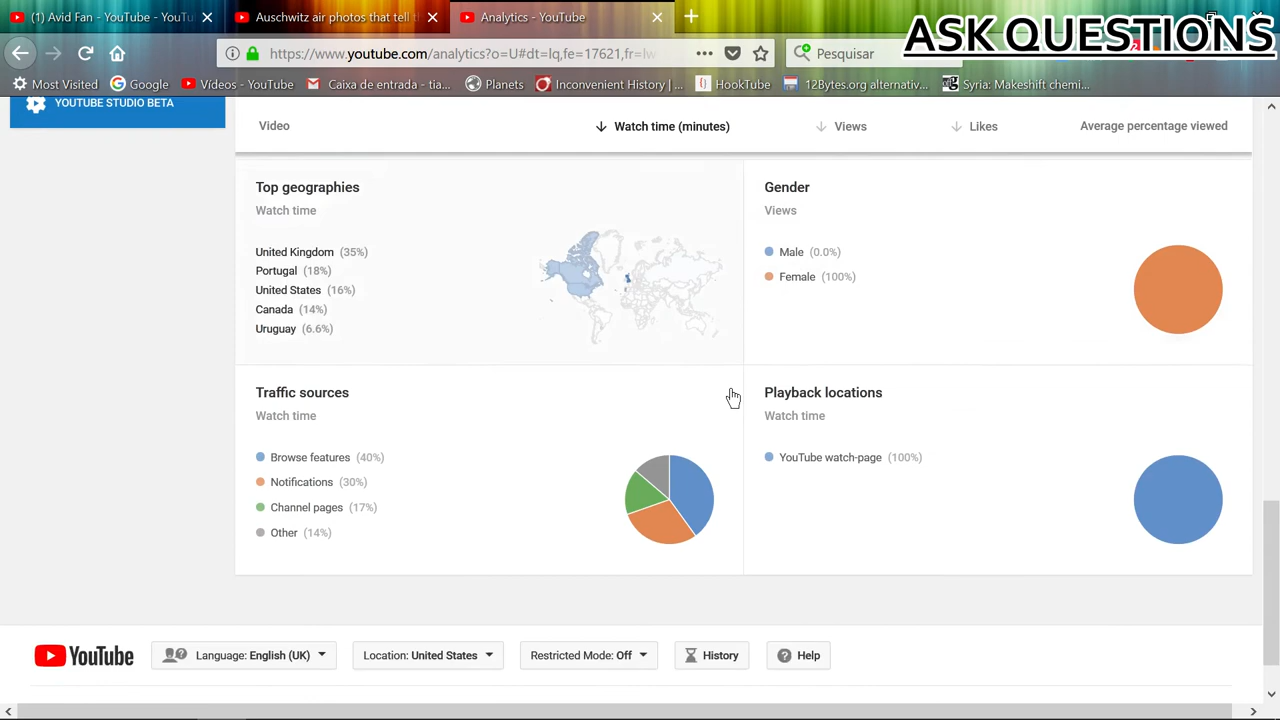 (1) Avid Fan - YouTube - YouTu
Auschwitz air photos that tell t
Analytics - YouTube
ASK QUESTIONS
https://www.youtube.com/analytics?o=U#dt=lq,fe=17621,fr=lw
Pesquisar
Most Visited
Google
Vídeos - YouTube
Caixa de entrada - tia...
Planets
Inconvenient History | ...
HookTube
12Bytes.org alternativ...
Syria: Makeshift chemi...
YOUTUBE STUDIO BETA
Video
Watch time (minutes)
Views
Likes
Average percentage viewed
Top geographies
Watch time
United Kingdom (35%)
Portugal (18%)
United States (16%)
Canada (14%)
Uruguay (6.6%)
Gender
Views
Male (0.0%)
Female (100%)
Traffic sources
Watch time
Browse features (40%)
Notifications (30%)
Channel pages (17%)
Other (14%)
Playback locations
Watch time
YouTube watch-page (100%)
YouTube
Language: English (UK)
Location: United States
Restricted Mode: Off
History
Help